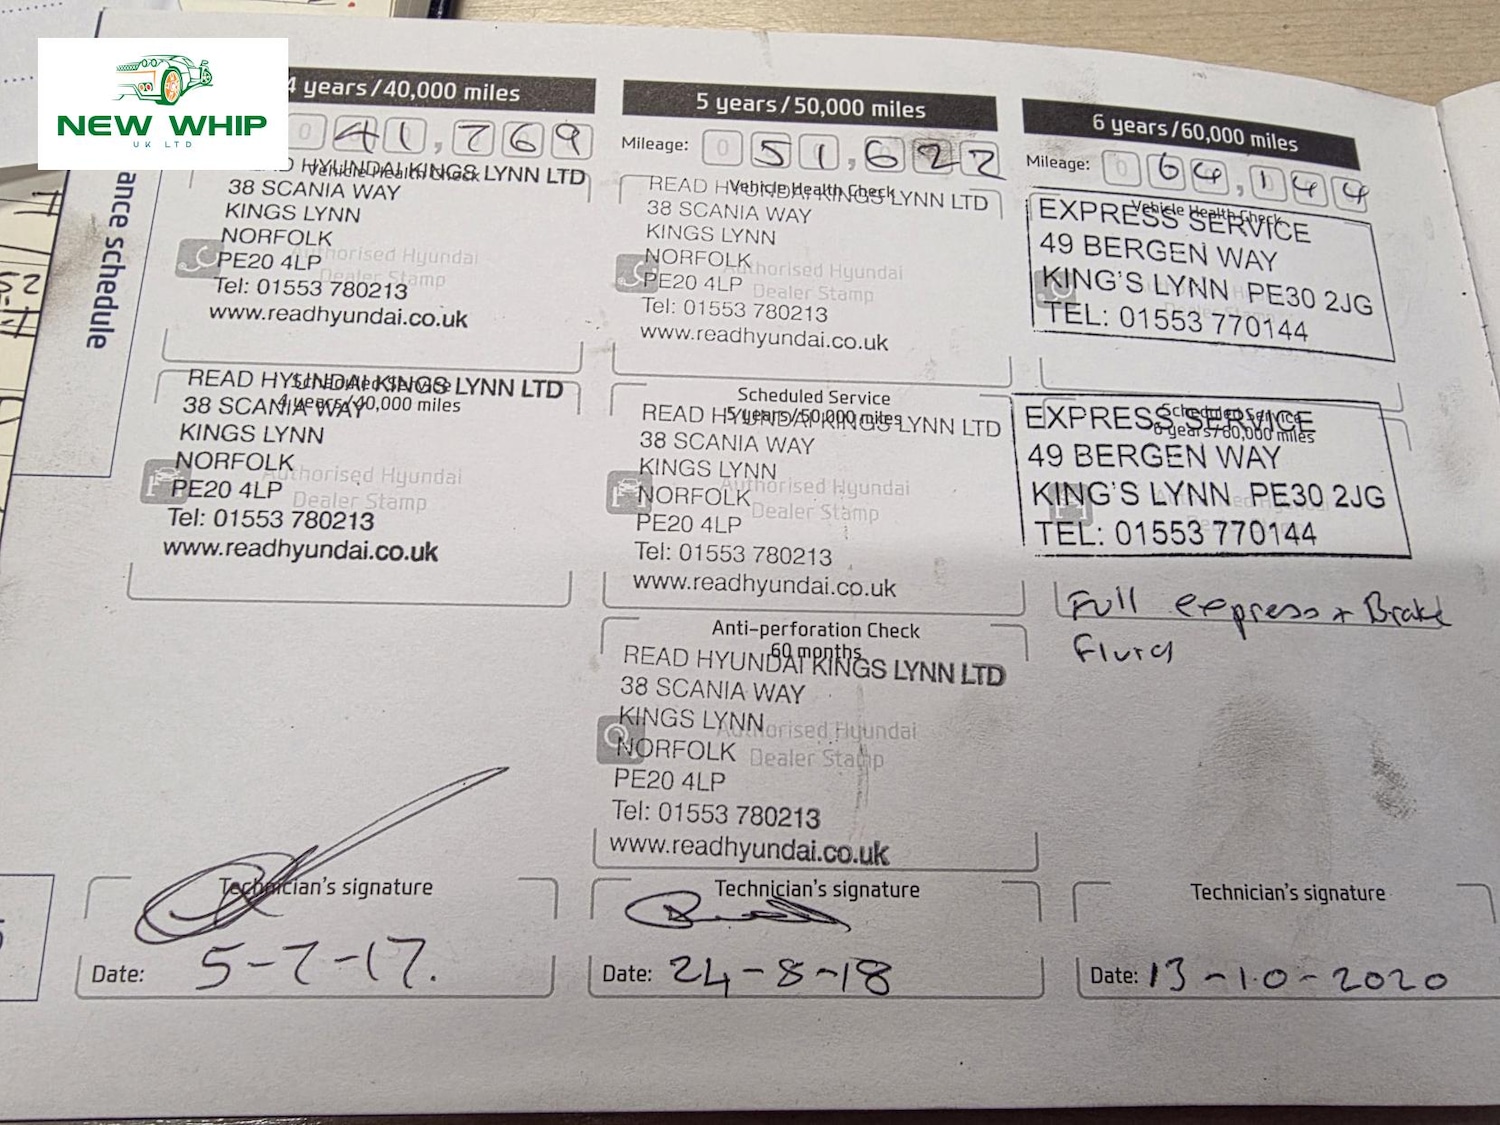 NEW WHIP
UK LTD
ance schedule
4 years/40,000 miles
41,769
Vehicle Health Check
HYUNDAI KINGS LYNN LTD
38 SCANIA WAY
KINGS LYNN
NORFOLK
PE20 4LP
Tel: 01553 780213
www.readhyundai.co.uk
Authorised Hyundai
Dealer Stamp
Scheduled Service
4 years/40,000 miles
READ HYUNDAI KINGS LYNN LTD
38 SCANIA WAY
KINGS LYNN
NORFOLK
PE20 4LP
Tel: 01553 780213
www.readhyundai.co.uk
Authorised Hyundai
Dealer Stamp
Technician's signature
Date: 5-7-17.
5 years/50,000 miles
Mileage: 051,622
Vehicle Health Check
READ HYUNDAI KINGS LYNN LTD
38 SCANIA WAY
KINGS LYNN
NORFOLK
PE20 4LP
Tel: 01553 780213
www.readhyundai.co.uk
Authorised Hyundai
Dealer Stamp
Scheduled Service
5 years/50,000 miles
READ HYUNDAI KINGS LYNN LTD
38 SCANIA WAY
KINGS LYNN
NORFOLK
PE20 4LP
Tel: 01553 780213
www.readhyundai.co.uk
Authorised Hyundai
Dealer Stamp
Anti-perforation Check
60 months
READ HYUNDAI KINGS LYNN LTD
38 SCANIA WAY
KINGS LYNN
NORFOLK
PE20 4LP
Tel: 01553 780213
www.readhyundai.co.uk
Authorised Hyundai
Dealer Stamp
Technician's signature
Date: 24-8-18
6 years/60,000 miles
Mileage: 064,144
Vehicle Health Check
EXPRESS SERVICE
49 BERGEN WAY
KING'S LYNN PE30 2JG
TEL: 01553 770144
Scheduled Service
6 years/60,000 miles
EXPRESS SERVICE
49 BERGEN WAY
KING'S LYNN PE30 2JG
TEL: 01553 770144
Full express + Brake
Fluid
Technician's signature
Date: 13-10-2020